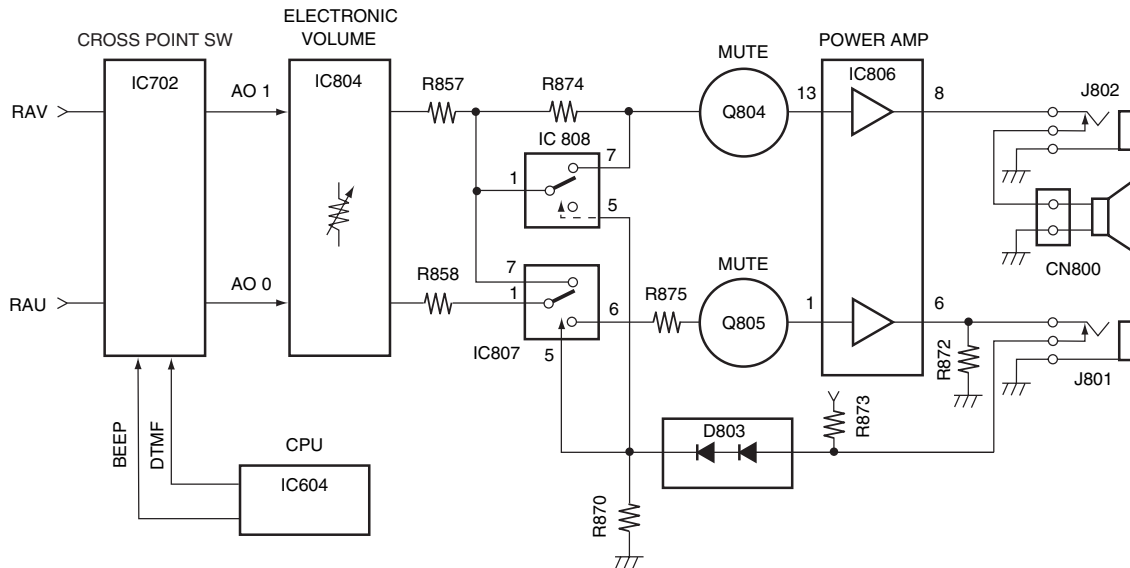 ELECTRONIC
VOLUME
CROSS POINT SW
IC702
IC804
RAV
AO 1
RAU
AO 0
BEEP
DTMF
CPU
IC604
R857
R874
IC 808
7
1
5
R858
7
1
6
5
IC807
R875
MUTE
Q804
MUTE
Q805
POWER AMP
IC806
13
8
1
6
J802
CN800
J801
R872
R873
D803
R870